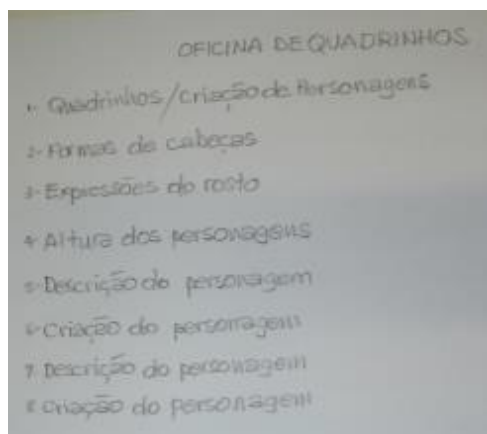 OFICINA DE QUADRINHOS
1- Quadrinhos/Criação de Personagens
2- Formas de cabeças
3- Expressões do rosto
4- Altura dos personagens
5- Descrição do personagem
6- Criação do personagem
7 Descrição do personagem
8 Criação do personagem